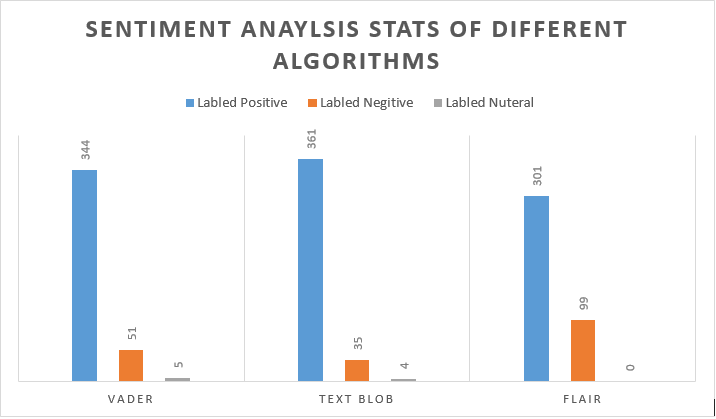 SENTIMENT ANAYLSIS STATS OF DIFFERENT
ALGORITHMS
Labled Positive Labled Negitive Labled Nuteral
344
51
5
361
35
4
301
99
0
VADER TEXT BLOB FLAIR